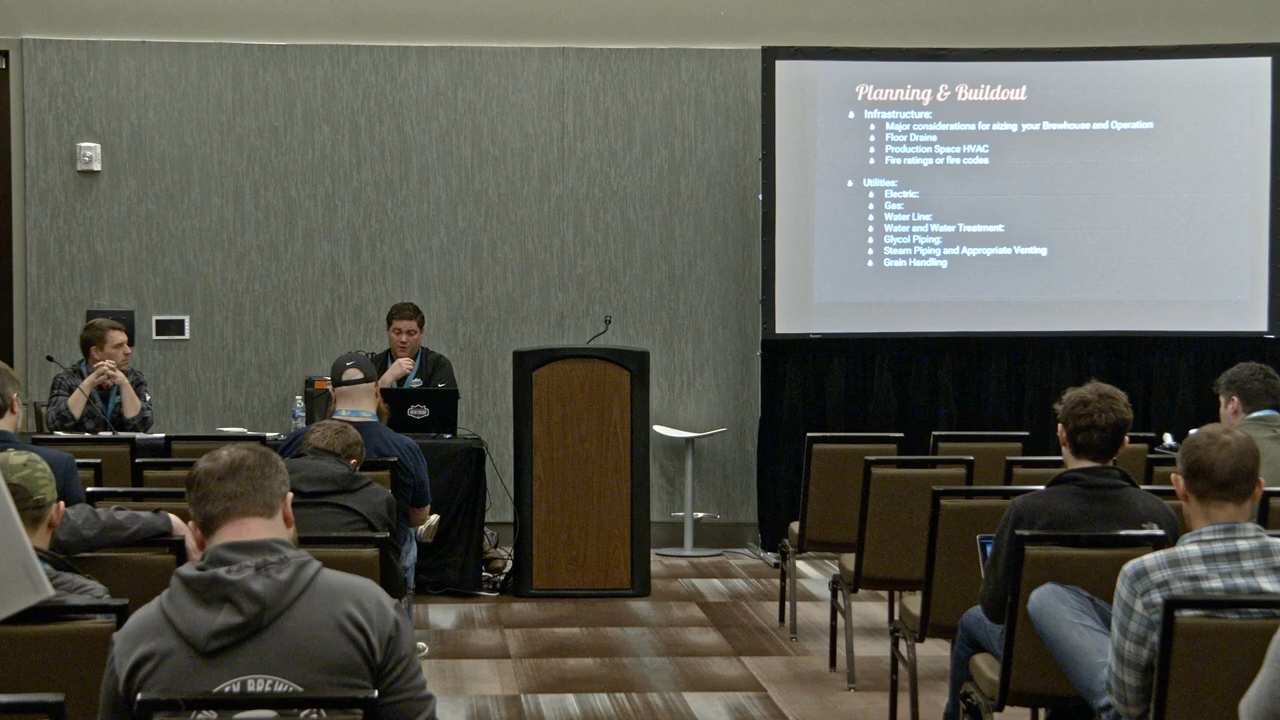 Planning & Buildout
Infrastructure:
Major considerations for sizing your Brewhouse and Operation
Floor Drains
Production Space HVAC
Fire ratings or fire codes
Utilities:
Electric:
Gas:
Water Line:
Water and Water Treatment:
Glycol Piping:
Steam Piping and Appropriate Venting
Grain Handling